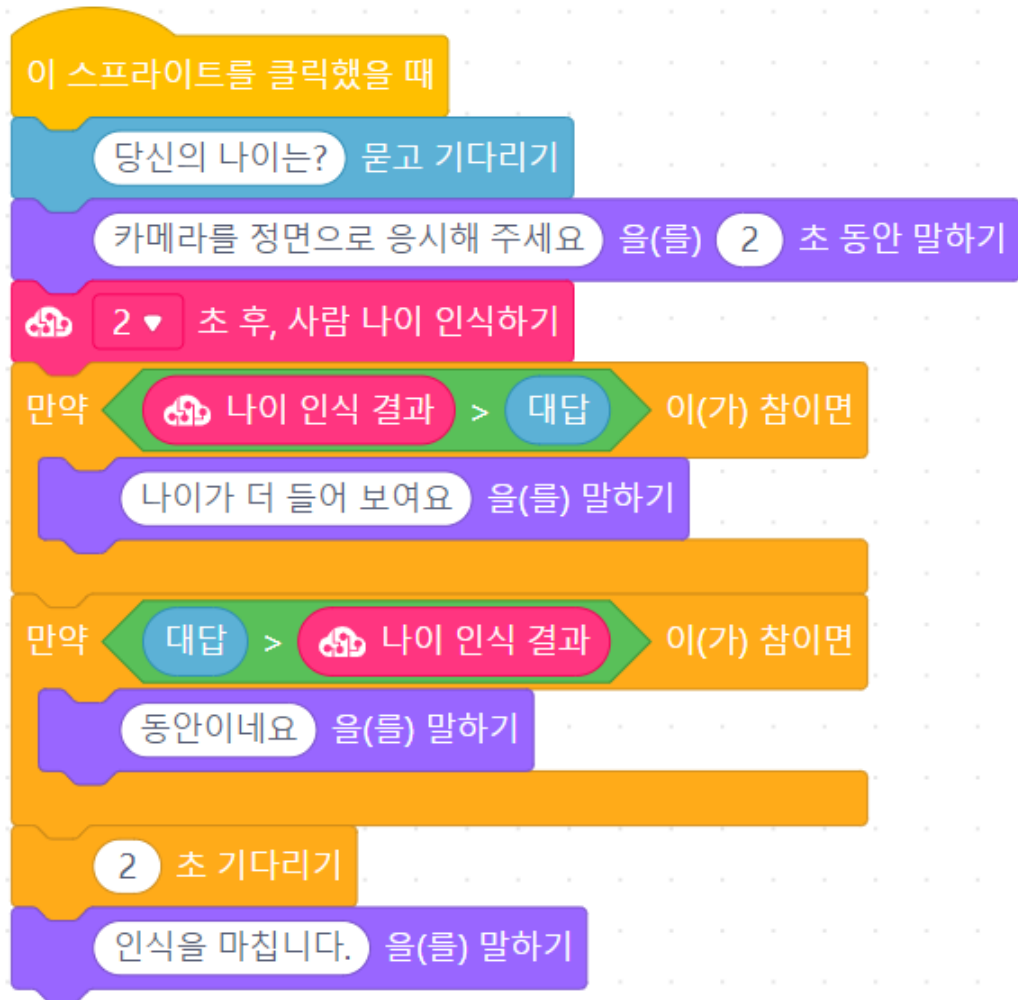 이 스프라이트를 클릭했을 때
당신의 나이는? 묻고 기다리기
카메라를 정면으로 응시해 주세요 을(를) 2 초 동안 말하기
2 초 후, 사람 나이 인식하기
만약 나이 인식 결과 > 대답 이(가) 참이면
나이가 더 들어 보여요 을(를) 말하기
만약 대답 > 나이 인식 결과 이(가) 참이면
동안이네요 을(를) 말하기
2 초 기다리기
인식을 마칩니다. 을(를) 말하기